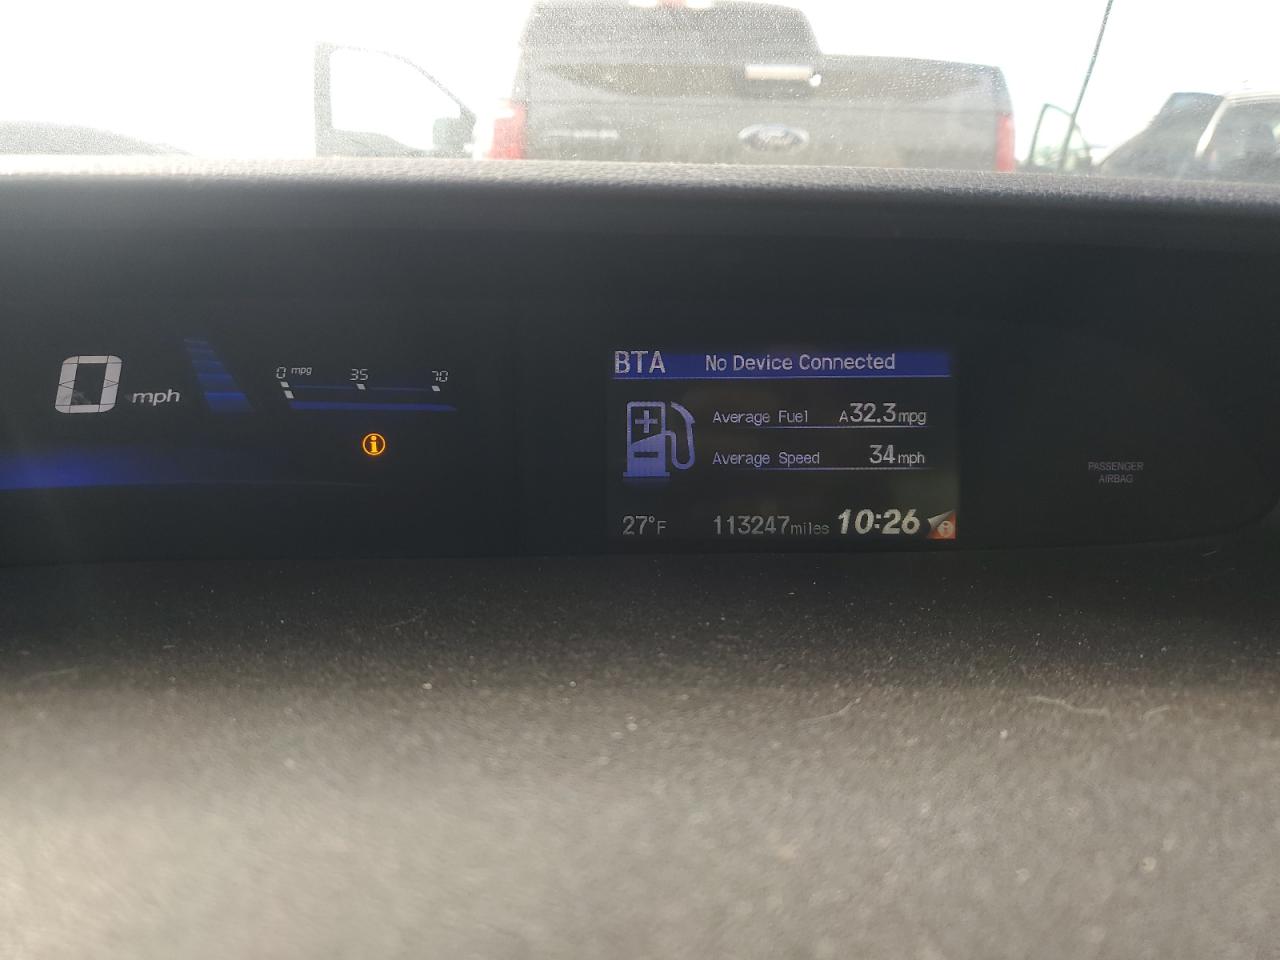 Ford
0 mph
0 mpg 35 70
BTA No Device Connected
Average Fuel A32.3mpg
Average Speed 34mph
27°F 113247miles 10:26
PASSENGER
AIRBAG